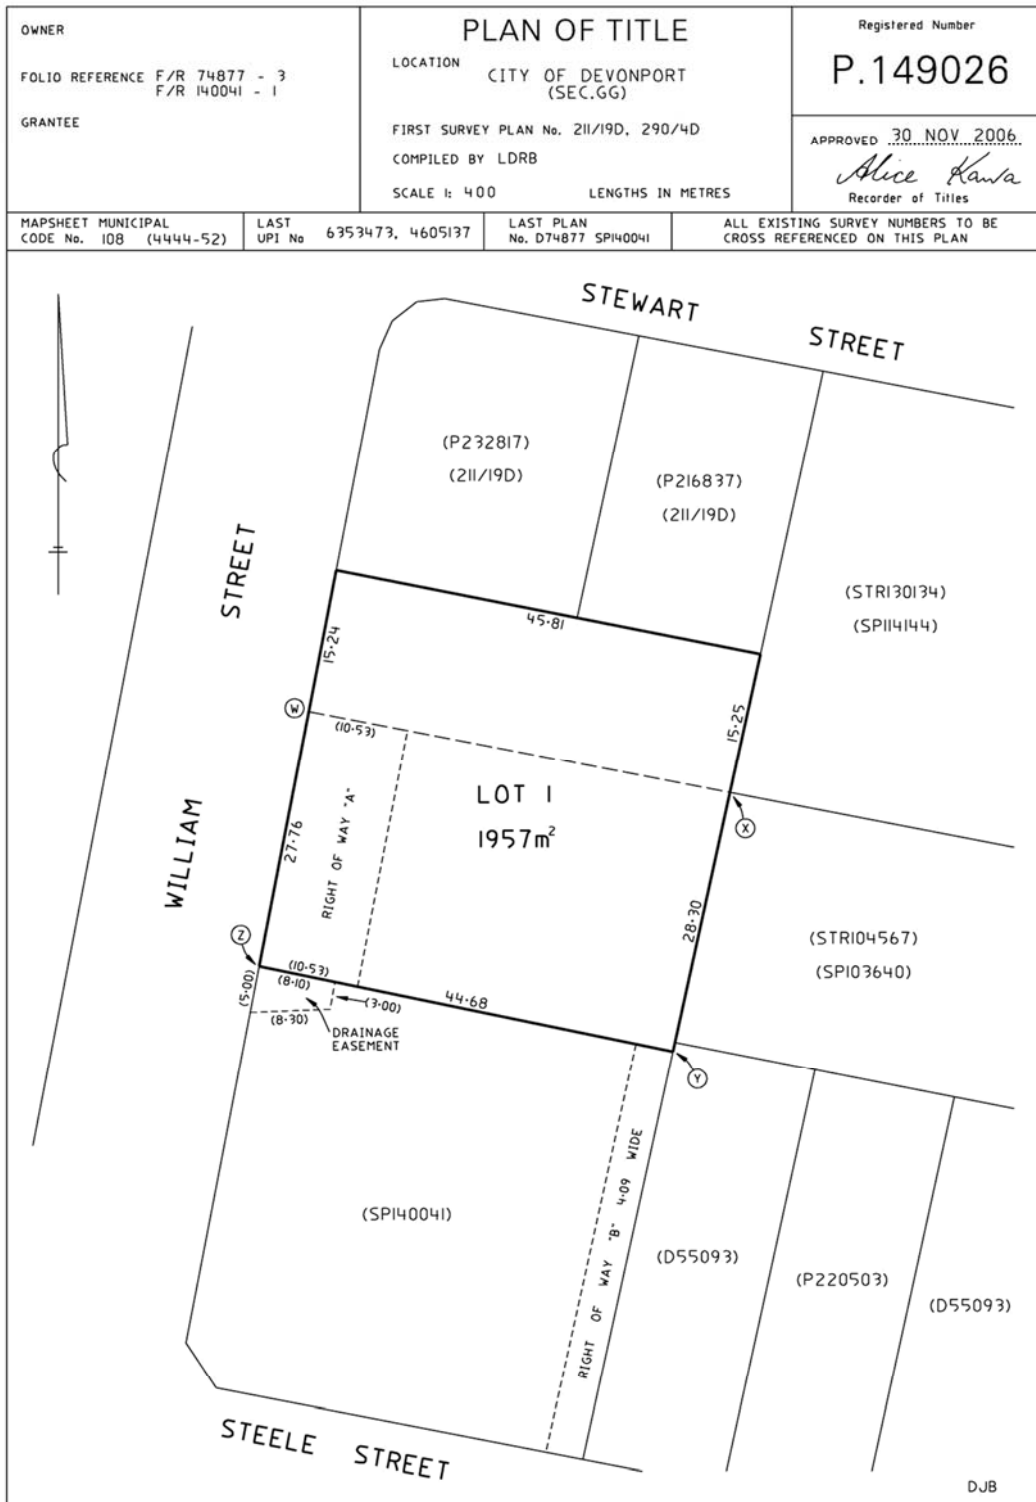 OWNER
FOLIO REFERENCE F/R 74877 - 3
F/R 140041 - 1
GRANTEE
PLAN OF TITLE
LOCATION
CITY OF DEVONPORT
(SEC.GG)
FIRST SURVEY PLAN No. 211/19D, 290/4D
COMPILED BY LDRB
SCALE 1: 400 LENGTHS IN METRES
Registered Number
P.149026
APPROVED 30 NOV 2006
Alice Kawa
Recorder of Titles
MAPSHEET MUNICIPAL
CODE No. 108 (4444-52)
LAST
UPI No 6353473, 4605137
LAST PLAN
No. D74877 SP140041
ALL EXISTING SURVEY NUMBERS TO BE
CROSS REFERENCED ON THIS PLAN
STEWART STREET
(P232817)
(211/19D)
(P216837)
(211/19D)
(STR130134)
(SP114144)
WILLIAM STREET
45·81
15·24
15·25
W
(10·53)
LOT 1
1957m²
X
RIGHT OF WAY "A"
27·76
28·30
Z
(10·53)
(8·10)
44·68
(5·00)
(3·00)
(8·30)
DRAINAGE
EASEMENT
(STR104567)
(SP103640)
Y
RIGHT OF WAY "B" 4·09 WIDE
(SP140041)
(D55093)
(P220503)
(D55093)
STEELE STREET
DJB